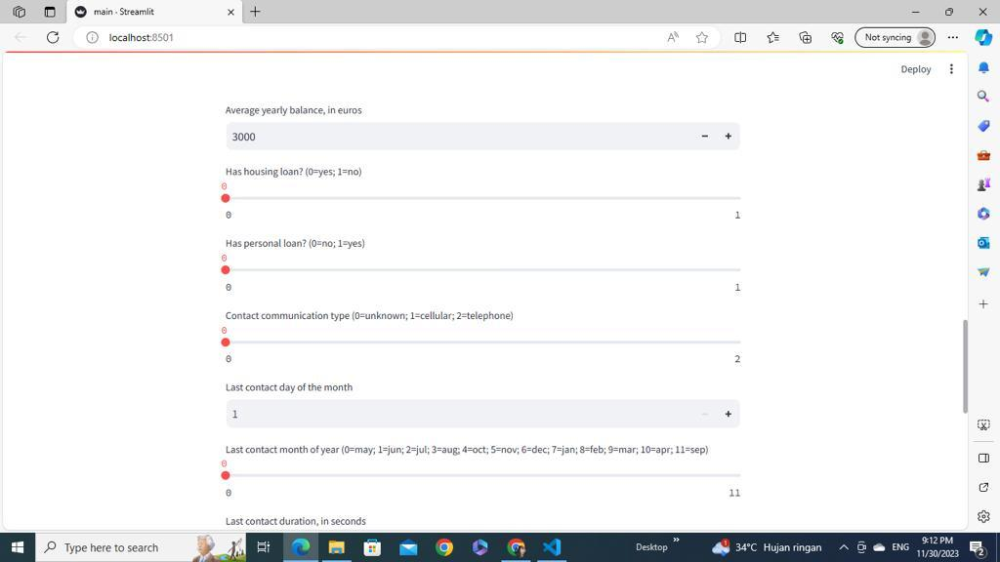 main - Streamlit
localhost:8501
Not syncing
Deploy
Average yearly balance, in euros
3000
Has housing loan? (0=yes; 1=no)
0
0 1
Has personal loan? (0=no; 1=yes)
0
0 1
Contact communication type (0=unknown; 1=cellular; 2=telephone)
0
0 2
Last contact day of the month
1
Last contact month of year (0=may; 1=jun; 2=jul; 3=aug; 4=oct; 5=nov; 6=dec; 7=jan; 8=feb; 9=mar; 10=apr; 11=sep)
0
0 11
Last contact duration, in seconds
Type here to search
Desktop
34°C Hujan ringan
ENG
9:12 PM
11/30/2023
2